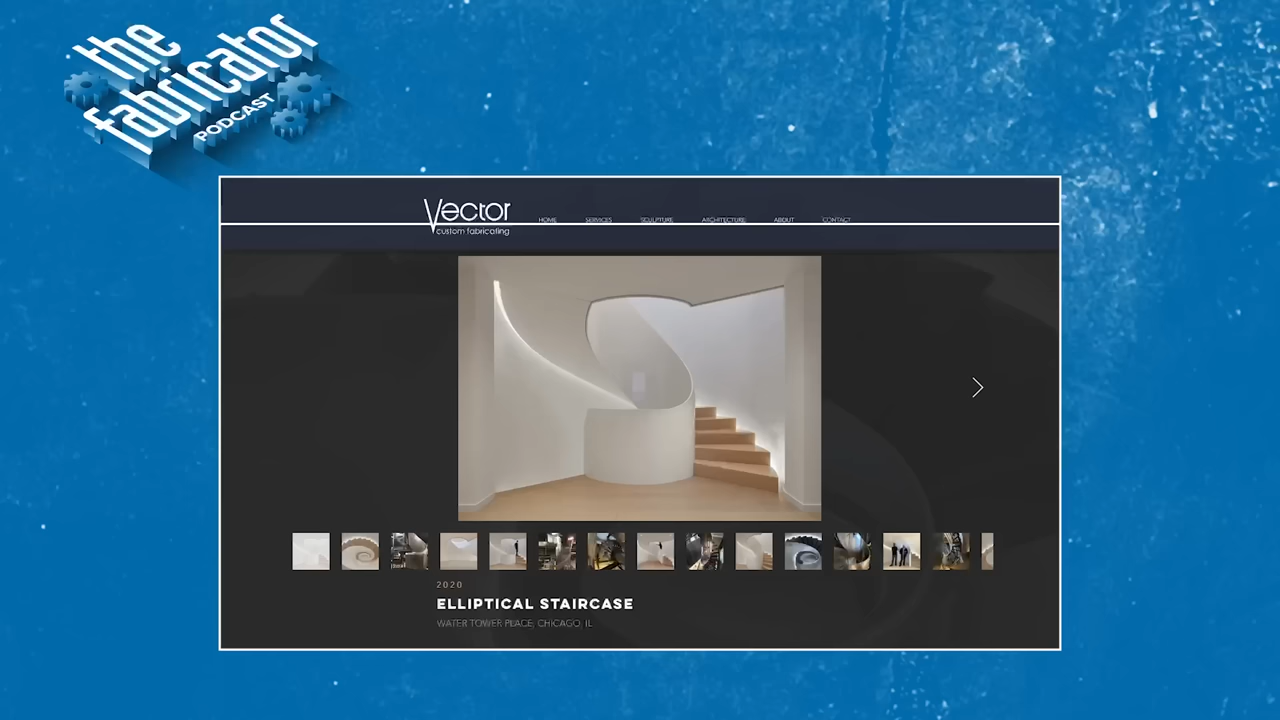 the
fabricator
PODCAST
Vector
custom fabricating
HOME SERVICES SCULPTURE ARCHITECTURE ABOUT CONTACT
2020
ELLIPTICAL STAIRCASE
WATER TOWER PLACE, CHICAGO, IL